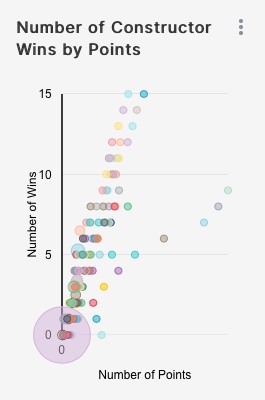 Number of Constructor
Wins by Points
15
10
5
0
0
Number of Wins
Number of Points